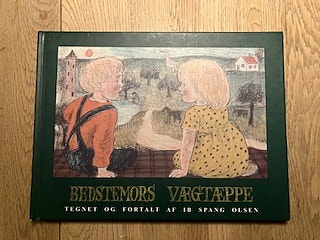 BEDSTEMORS VÆGTÆPPE
TEGNET OG FORTALT AF IB SPANG OLSEN